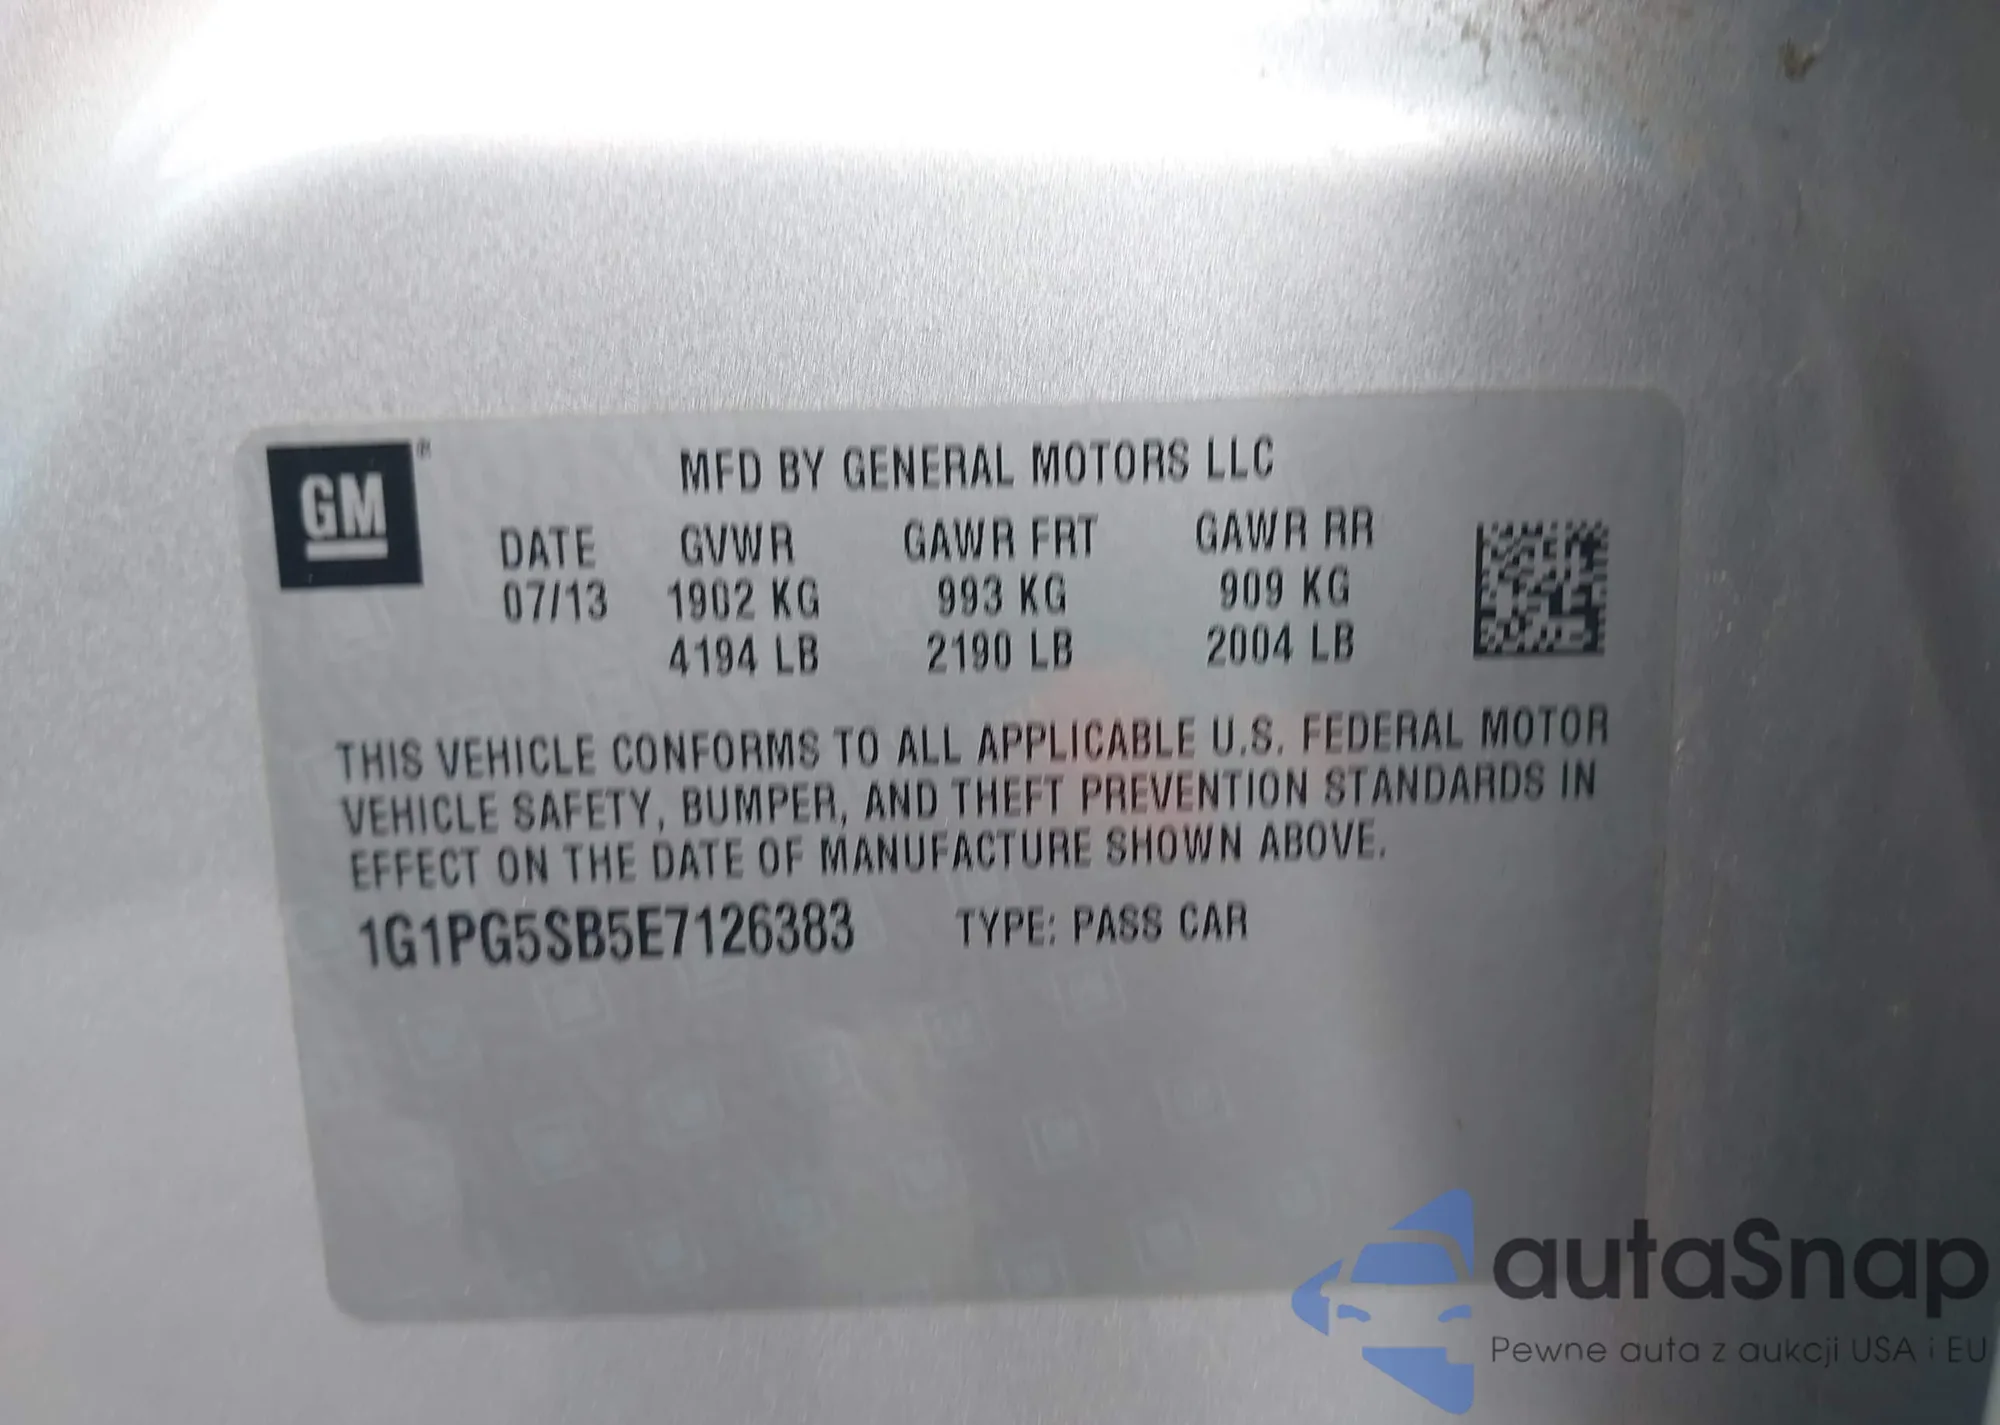 GM®
MFD BY GENERAL MOTORS LLC
DATE GVWR GAWR FRT GAWR RR
07/13 1902 KG 993 KG 909 KG
4194 LB 2190 LB 2004 LB
THIS VEHICLE CONFORMS TO ALL APPLICABLE U.S. FEDERAL MOTOR
VEHICLE SAFETY, BUMPER, AND THEFT PREVENTION STANDARDS IN
EFFECT ON THE DATE OF MANUFACTURE SHOWN ABOVE.
1G1PG5SB5E7126383 TYPE: PASS CAR
autaSnap
Pewne auta z aukcji USA i EU